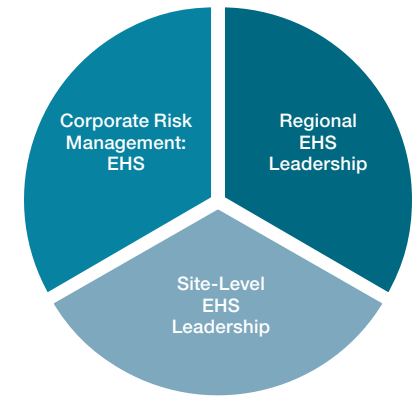 Corporate Risk
Management:
EHS
Regional
EHS
Leadership
Site-Level
EHS
Leadership